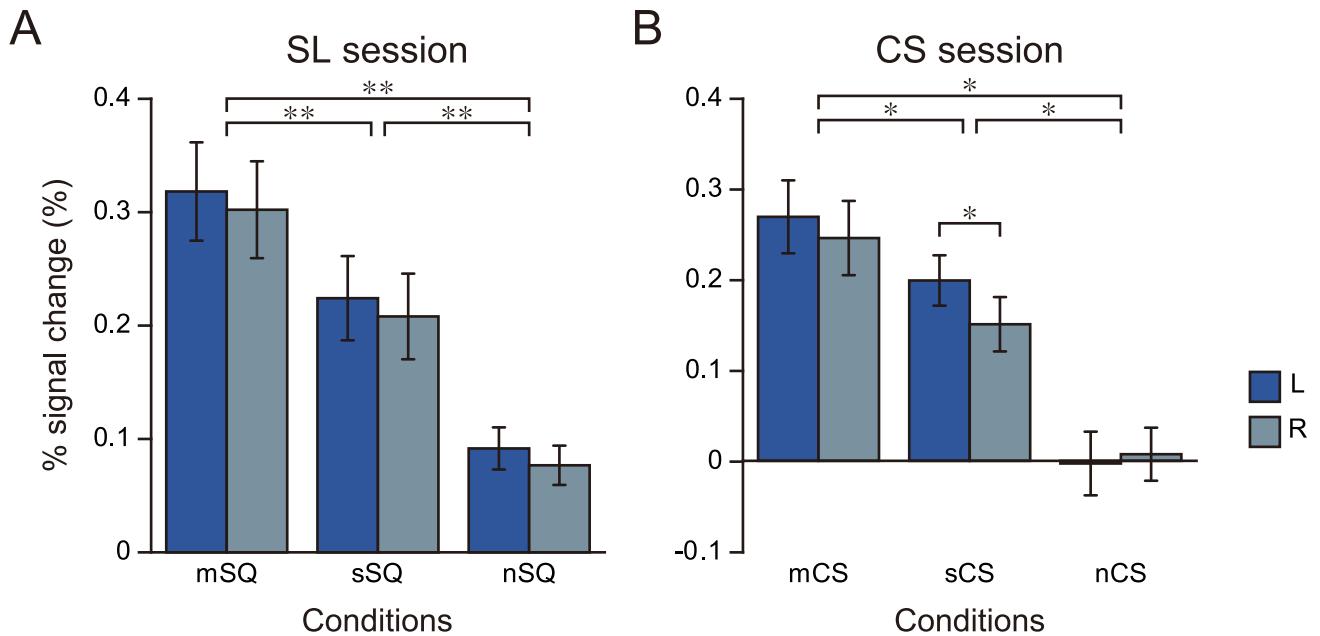 A
SL session
**
**
**
0.4
0.3
0.2
0.1
0
% signal change (%)
mSQ
sSQ
nSQ
Conditions
B
CS session
*
*
*
*
0.4
0.3
0.2
0.1
0
-0.1
mCS
sCS
nCS
Conditions
L
R